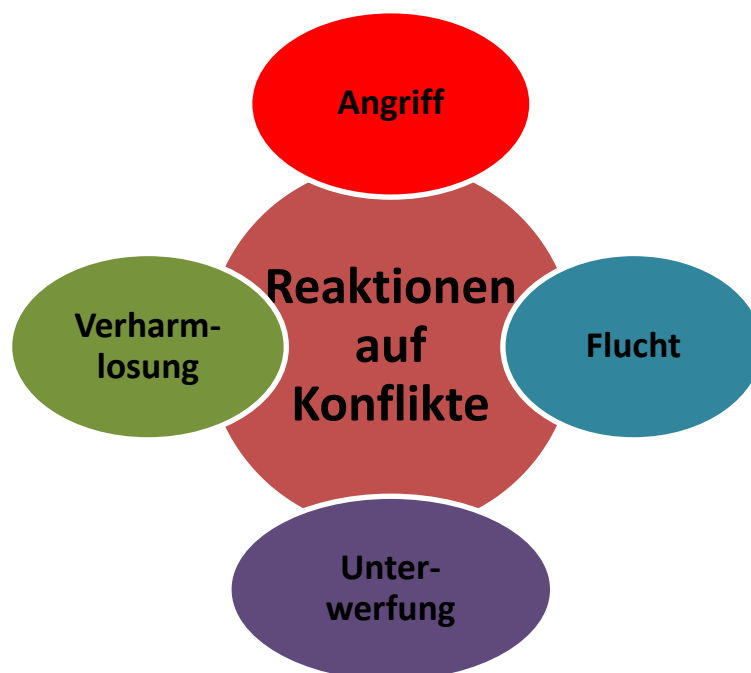 Angriff
Reaktionen
auf
Konflikte
Verharm-
losung
Flucht
Unter-
werfung